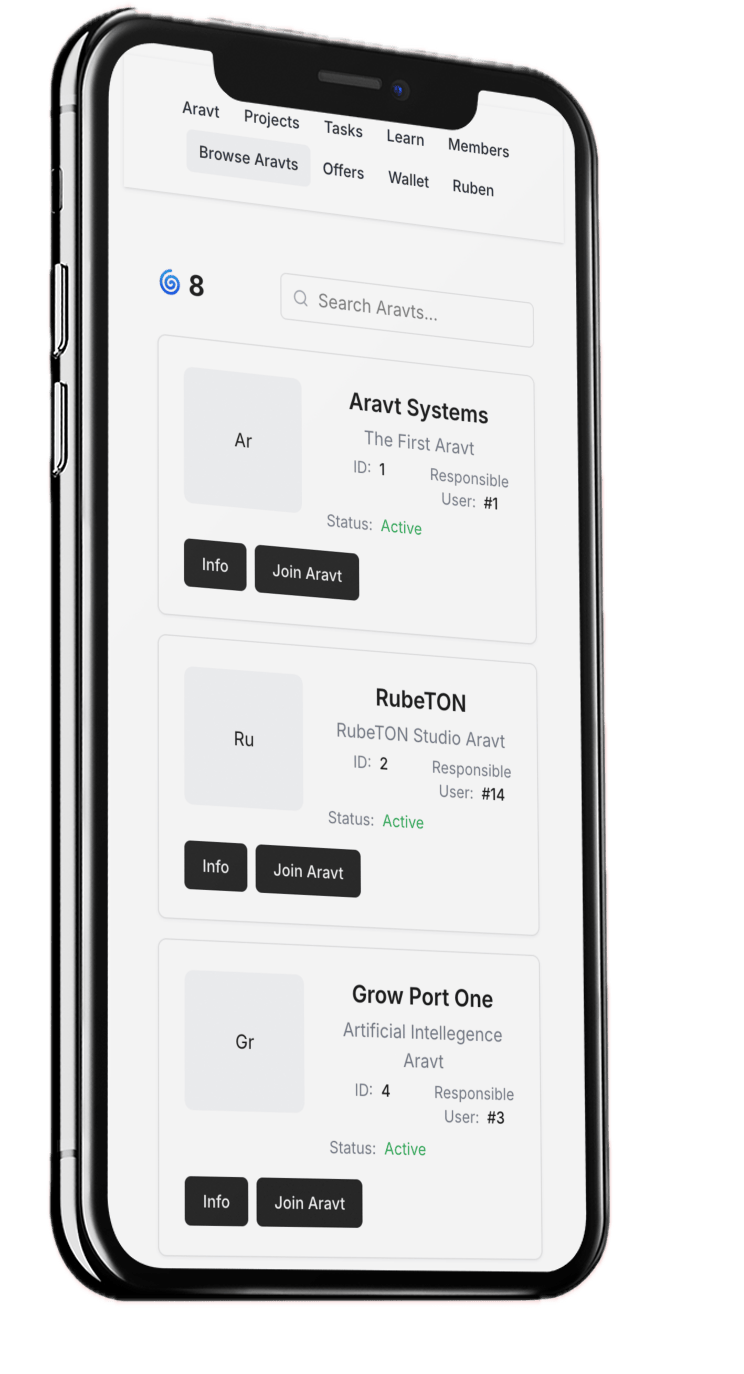 Aravt Projects Tasks Learn Members
Browse Aravts Offers Wallet Ruben
8
Search Aravts...
Ar
Aravt Systems
The First Aravt
ID: 1 Responsible
User: #1
Status: Active
Info Join Aravt
Ru
RubeTON
RubeTON Studio Aravt
ID: 2 Responsible
User: #14
Status: Active
Info Join Aravt
Gr
Grow Port One
Artificial Intellegence
Aravt
ID: 4 Responsible
User: #3
Status: Active
Info Join Aravt